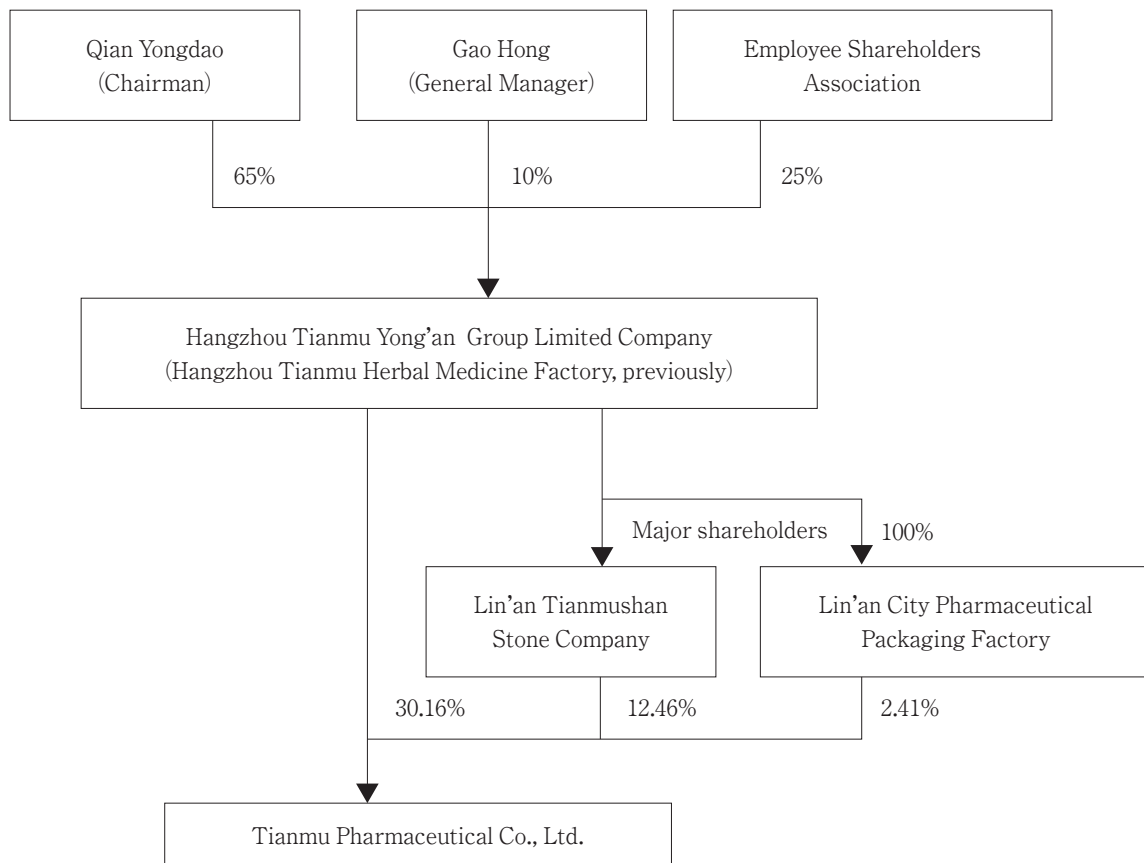 Qian Yongdao
(Chairman)
Gao Hong
(General Manager)
Employee Shareholders
Association
65%
10%
25%
Hangzhou Tianmu Yong’an Group Limited Company
(Hangzhou Tianmu Herbal Medicine Factory, previously)
Major shareholders
100%
Lin’an Tianmushan
Stone Company
Lin’an City Pharmaceutical
Packaging Factory
30.16%
12.46%
2.41%
Tianmu Pharmaceutical Co., Ltd.